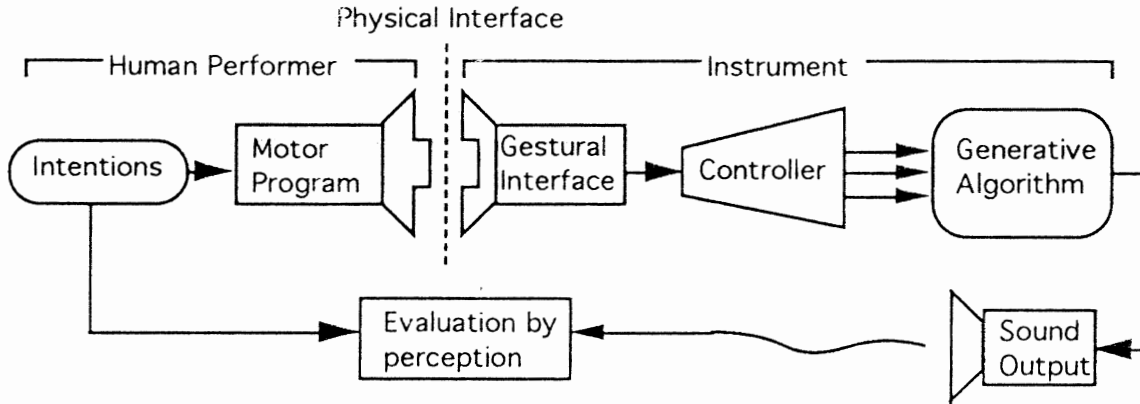 Physical Interface
Human Performer
Instrument
Intentions
Motor
Program
Gestural
Interface
Controller
Generative
Algorithm
Evaluation by
perception
Sound
Output